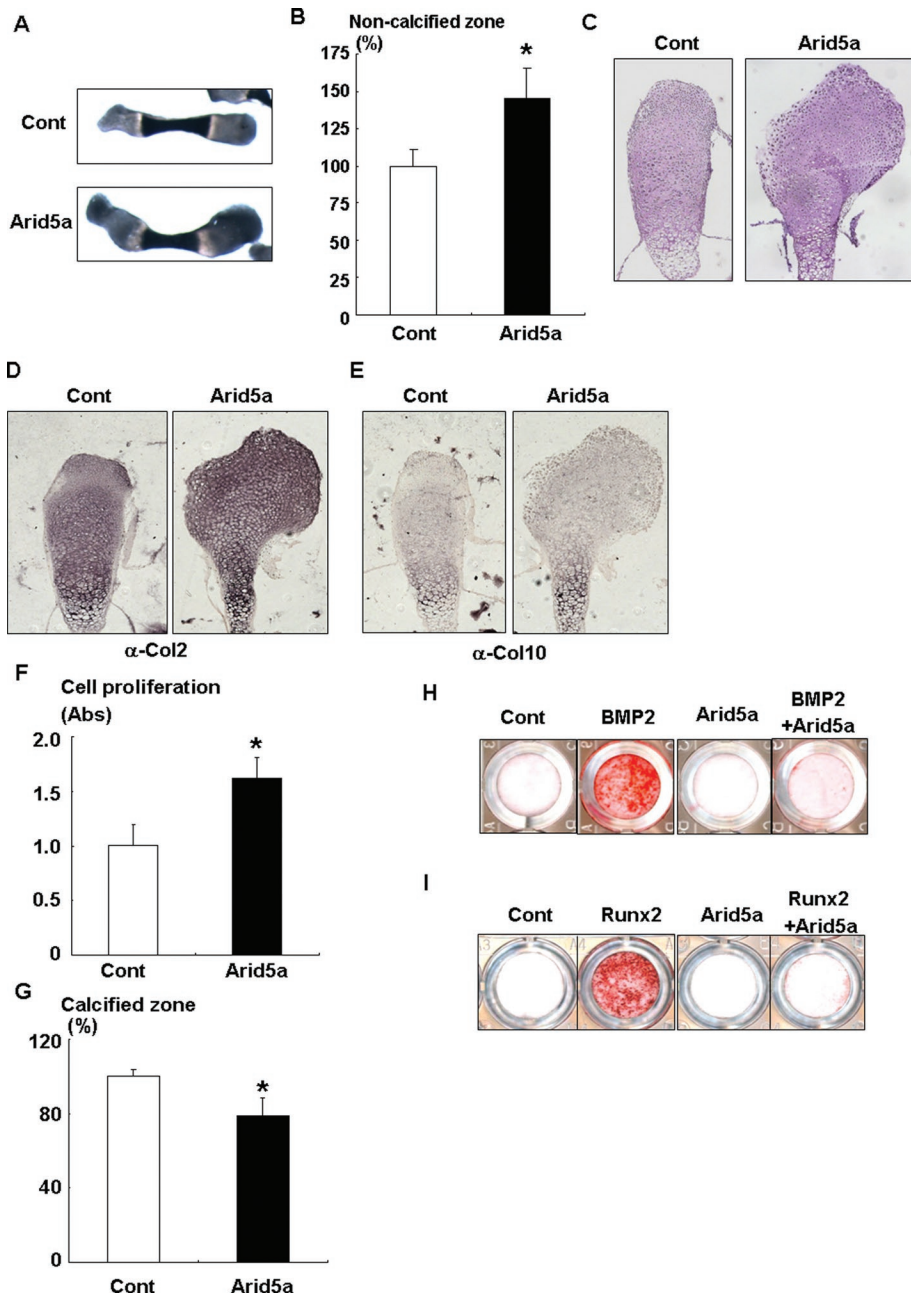 A
Cont
Arid5a
B
Non-calcified zone
(%)
175
150
125
100
75
50
25
0
*
Cont
Arid5a
C
Cont
Arid5a
D
Cont
Arid5a
α-Col2
E
Cont
Arid5a
α-Col10
F
Cell proliferation
(Abs)
2.0
1.5
1.0
0.5
0
*
Cont
Arid5a
G
Calcified zone
(%)
120
80
40
0
*
Cont
Arid5a
H
Cont
BMP2
Arid5a
BMP2
+Arid5a
I
Cont
Runx2
Arid5a
Runx2
+Arid5a